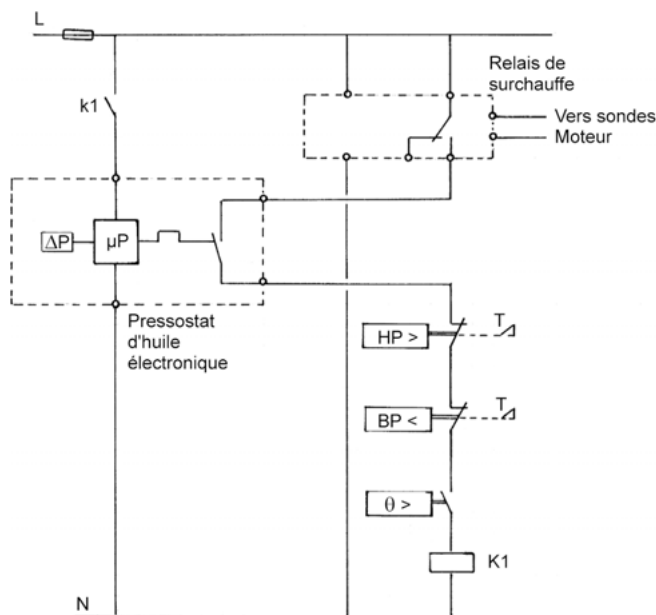 L
Relais de
surchauffe
Vers sondes
Moteur
k1
ΔP
µP
Pressostat
d'huile
électronique
HP >
T
BP <
T
θ >
K1
N